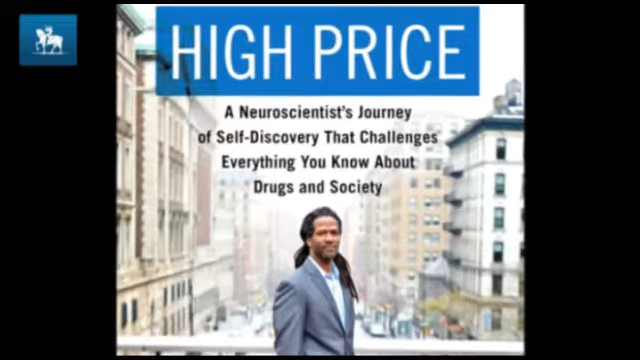 HIGH PRICE
A Neuroscientist's Journey
of Self-Discovery That Challenges
Everything You Know About
Drugs and Society